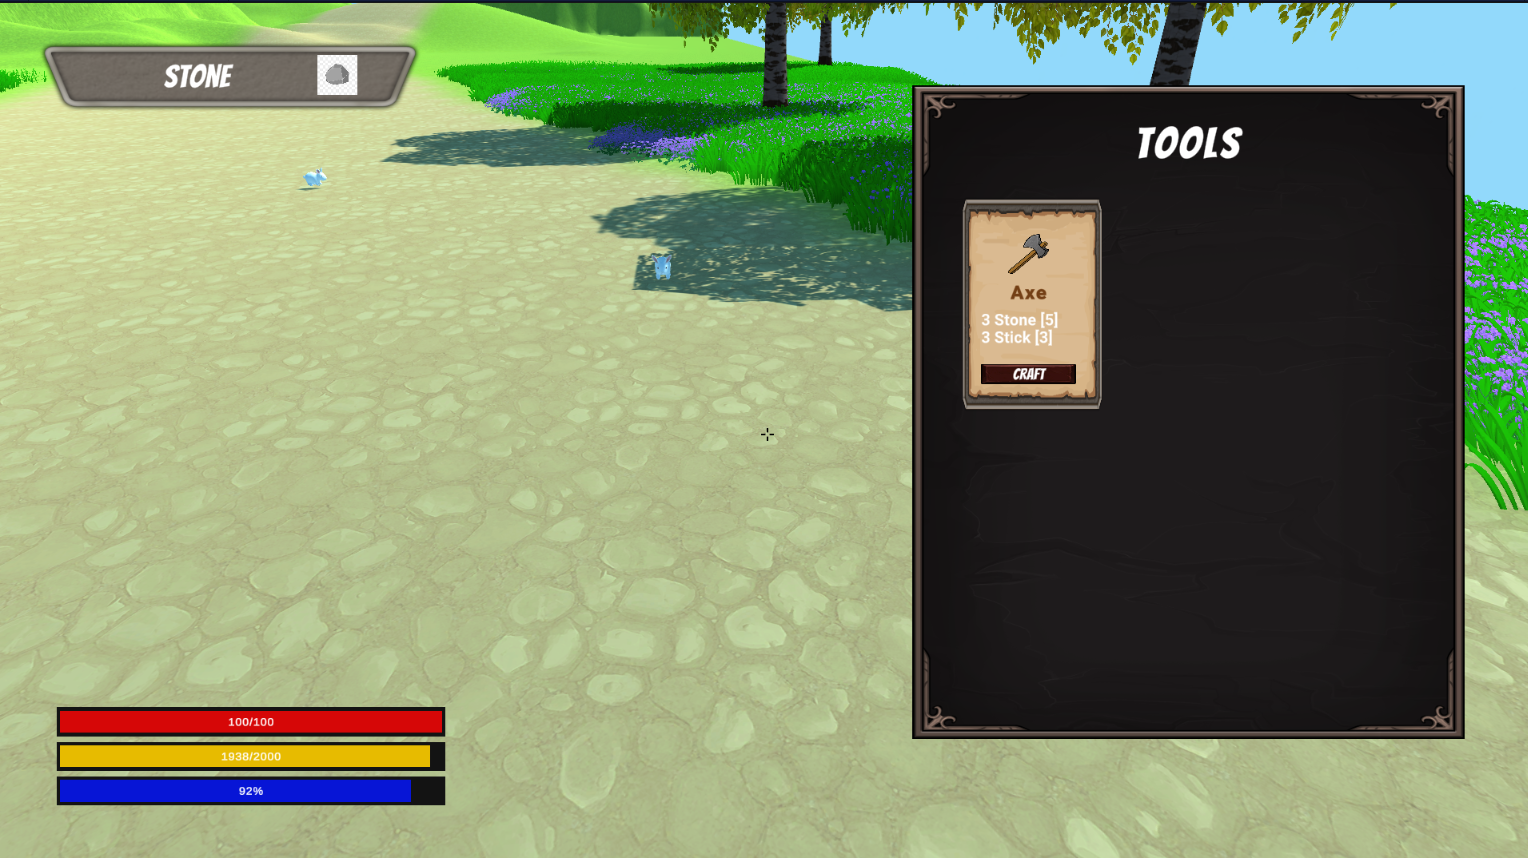 STONE
TOOLS
Axe
3 Stone [5]
3 Stick [3]
CRAFT
100/100
1938/2000
92%